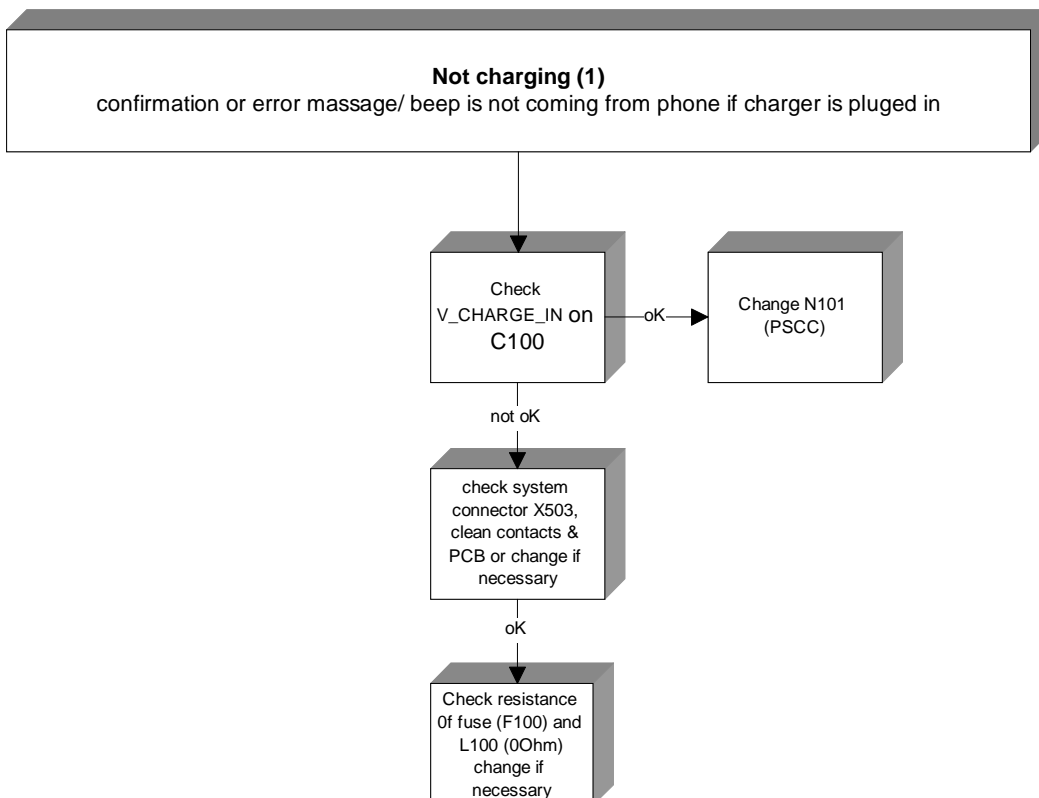 Not charging (1)
confirmation or error massage/ beep is not coming from phone if charger is pluged in
Check
V_CHARGE_IN on
C100
oK
Change N101
(PSCC)
not oK
check system
connector X503,
clean contacts &
PCB or change if
necessary
oK
Check resistance
0f fuse (F100) and
L100 (0Ohm)
change if
necessary